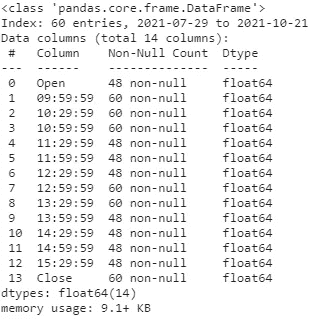 <class 'pandas.core.frame.DataFrame'>
Index: 60 entries, 2021-07-29 to 2021-10-21
Data columns (total 14 columns):
 #   Column    Non-Null Count  Dtype
---  ------    --------------  -----
 0   Open      48 non-null     float64
 1   09:59:59  60 non-null     float64
 2   10:29:59  60 non-null     float64
 3   10:59:59  60 non-null     float64
 4   11:29:59  48 non-null     float64
 5   11:59:59  48 non-null     float64
 6   12:29:59  48 non-null     float64
 7   12:59:59  60 non-null     float64
 8   13:29:59  60 non-null     float64
 9   13:59:59  48 non-null     float64
 10  14:29:59  48 non-null     float64
 11  14:59:59  48 non-null     float64
 12  15:29:59  48 non-null     float64
 13  Close     60 non-null     float64
dtypes: float64(14)
memory usage: 9.1+ KB